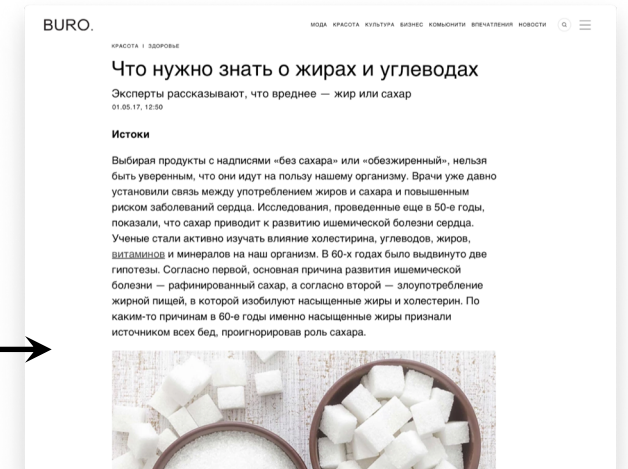 BURO.
МОДА КРАСОТА КУЛЬТУРА БИЗНЕС КОМЬЮНИТИ ВПЕЧАТЛЕНИЯ НОВОСТИ
КРАСОТА | ЗДОРОВЬЕ
Что нужно знать о жирах и углеводах
Эксперты рассказывают, что вреднее — жир или сахар
01.05.17, 12:50
Истоки
Выбирая продукты с надписями «без сахара» или «обезжиренный», нельзя
быть уверенным, что они идут на пользу нашему организму. Врачи уже давно
установили связь между употреблением жиров и сахара и повышенным
риском заболеваний сердца. Исследования, проведенные еще в 50-е годы,
показали, что сахар приводит к развитию ишемической болезни сердца.
Ученые стали активно изучать влияние холестирина, углеводов, жиров,
витаминов и минералов на наш организм. В 60-х годах было выдвинуто две
гипотезы. Согласно первой, основная причина развития ишемической
болезни — рафинированный сахар, а согласно второй — злоупотребление
жирной пищей, в которой изобилуют насыщенные жиры и холестерин. По
каким-то причинам в 60-е годы именно насыщенные жиры признали
источником всех бед, проигнорировав роль сахара.